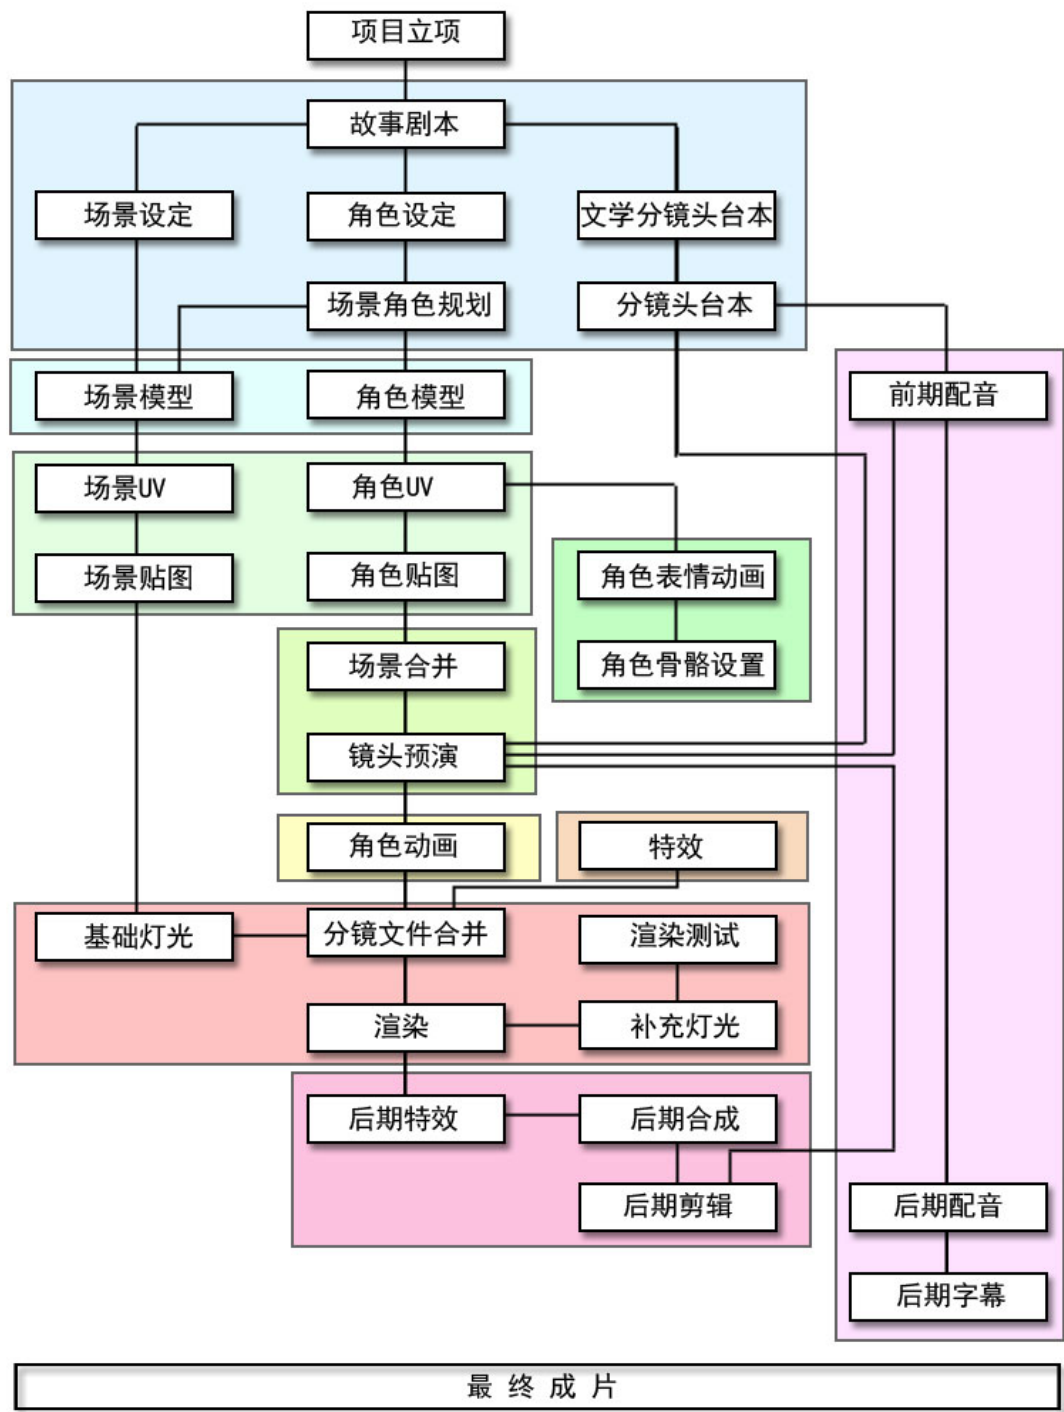 项目立项
故事剧本
场景设定
角色设定
文学分镜头台本
场景角色规划
分镜头台本
场景模型
角色模型
前期配音
场景UV
角色UV
场景贴图
角色贴图
角色表情动画
场景合并
角色骨骼设置
镜头预演
角色动画
特效
基础灯光
分镜文件合并
渲染测试
渲染
补充灯光
后期特效
后期合成
后期剪辑
后期配音
后期字幕
最终成片